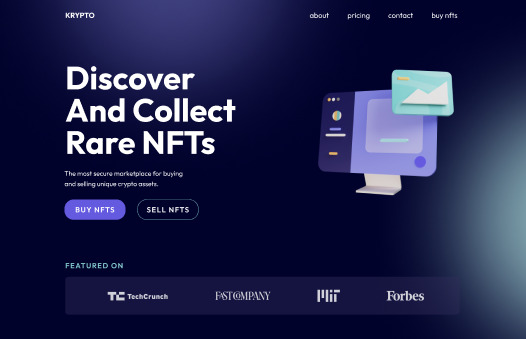 KRYPTO
about pricing contact buy nfts
Discover
And Collect
Rare NFTs
The most secure marketplace for buying
and selling unique crypto assets.
BUY NFTS SELL NFTS
FEATURED ON
TC TechCrunch FAST COMPANY MIT Forbes